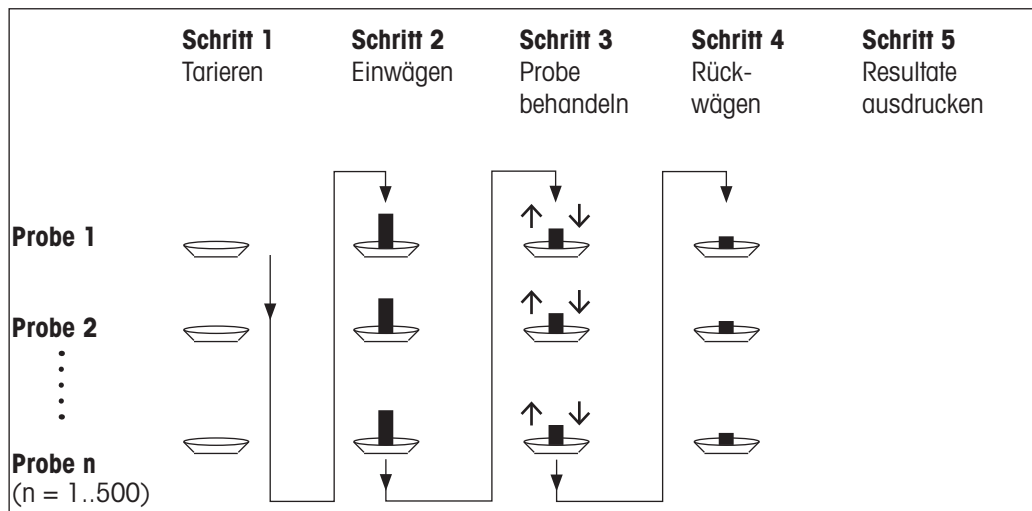 Schritt 1
Tarieren
Schritt 2
Einwägen
Schritt 3
Probe
behandeln
Schritt 4
Rück-
wägen
Schritt 5
Resultate
ausdrucken
Probe 1
Probe 2
Probe n
(n = 1..500)